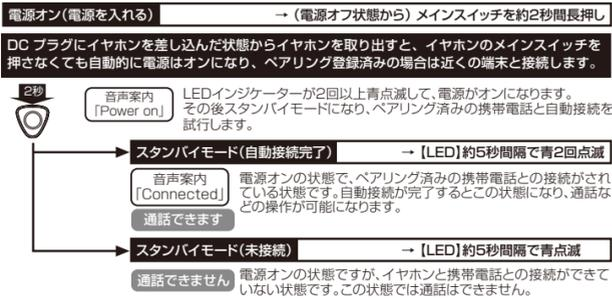 電源オン(電源を入れる) → (電源オフ状態から) メインスイッチを約2秒間長押し
DC プラグにイヤホンを差し込んだ状態からイヤホンを取り出すと、イヤホンのメインスイッチを
押さなくても自動的に電源はオンになり、ペアリング登録済みの場合は近くの端末と接続します。
2秒
音声案内
「Power on」
LEDインジケーターが2回以上青点滅して、電源がオンになります。
その後スタンバイモードになり、ペアリング済みの携帯電話と自動接続を
試行します。
スタンバイモード(自動接続完了) → 【LED】約5秒間隔で青2回点滅
音声案内
「Connected」
通話できます
電源オンの状態で、ペアリング済みの携帯電話との接続がされ
ている状態です。自動接続が完了するとこの状態になり、通話な
どの操作が可能になります。
スタンバイモード(未接続) → 【LED】約5秒間隔で青点滅
通話できません
電源オンの状態ですが、イヤホンと携帯電話との接続ができて
いない状態です。この状態では通話はできません。